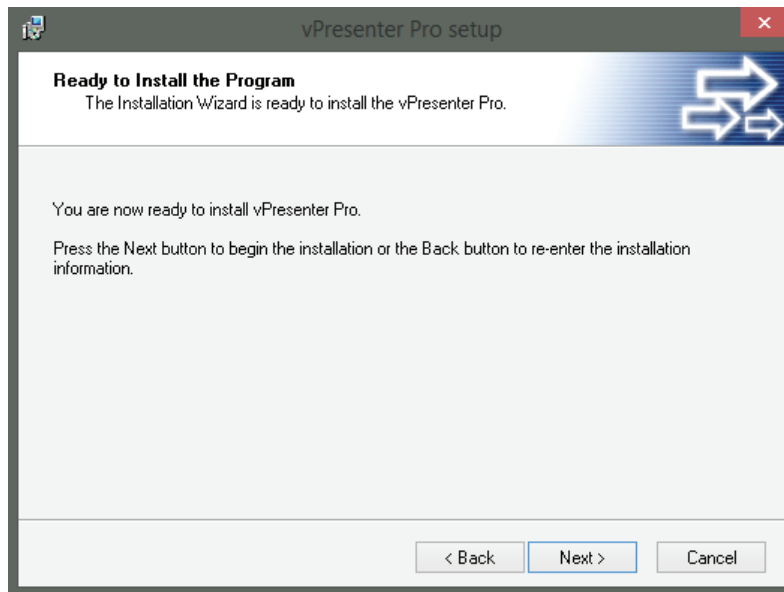 vPresenter Pro setup
Ready to Install the Program
The Installation Wizard is ready to install the vPresenter Pro.
You are now ready to install vPresenter Pro.
Press the Next button to begin the installation or the Back button to re-enter the installation
information.
< Back Next > Cancel